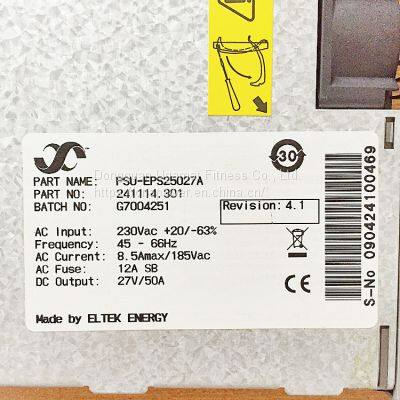 30
PART NAME: PSU-EPS25027A
PART NO: 241114.301
BATCH NO: G7004251
Revision: 4.1
AC Input: 230Vac +20/-63%
Frequency: 45 - 66Hz
AC Current: 8.5Amax/185Vac
AC Fuse: 12A SB
DC Output: 27V/50A
Made by ELTEK ENERGY
S-No 090424100469